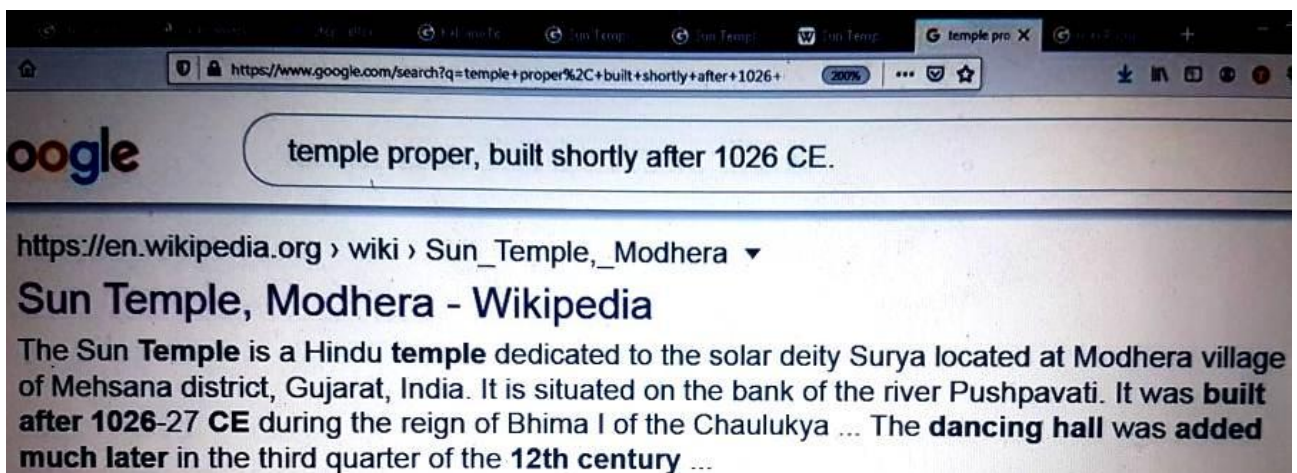 G temple pro X
https://www.google.com/search?q=temple+proper%2C+built+shortly+after+1026+ 200%
oogle
temple proper, built shortly after 1026 CE.
https://en.wikipedia.org › wiki › Sun_Temple,_Modhera
Sun Temple, Modhera - Wikipedia
The Sun Temple is a Hindu temple dedicated to the solar deity Surya located at Modhera village
of Mehsana district, Gujarat, India. It is situated on the bank of the river Pushpavati. It was built
after 1026-27 CE during the reign of Bhima I of the Chaulukya ... The dancing hall was added
much later in the third quarter of the 12th century ...